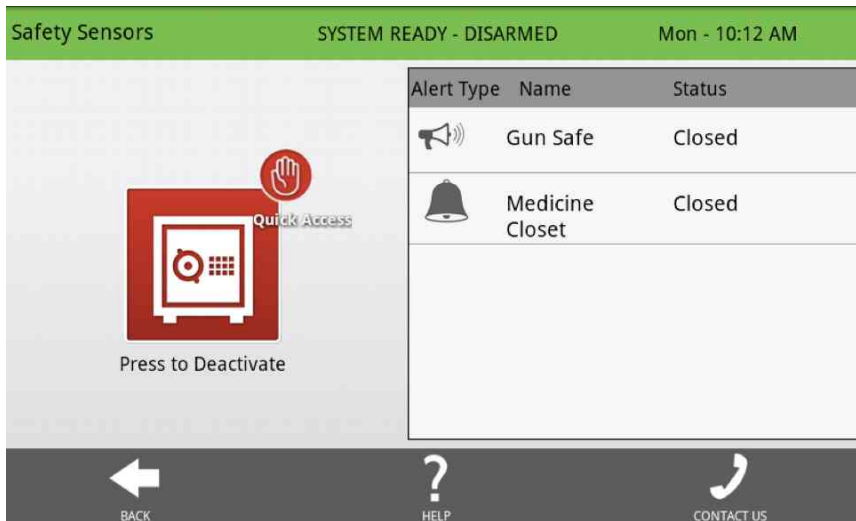 Safety Sensors SYSTEM READY - DISARMED Mon - 10:12 AM
Alert Type Name Status
Gun Safe Closed
Medicine Closed
Closet
Quick Access
Press to Deactivate
BACK HELP CONTACT US